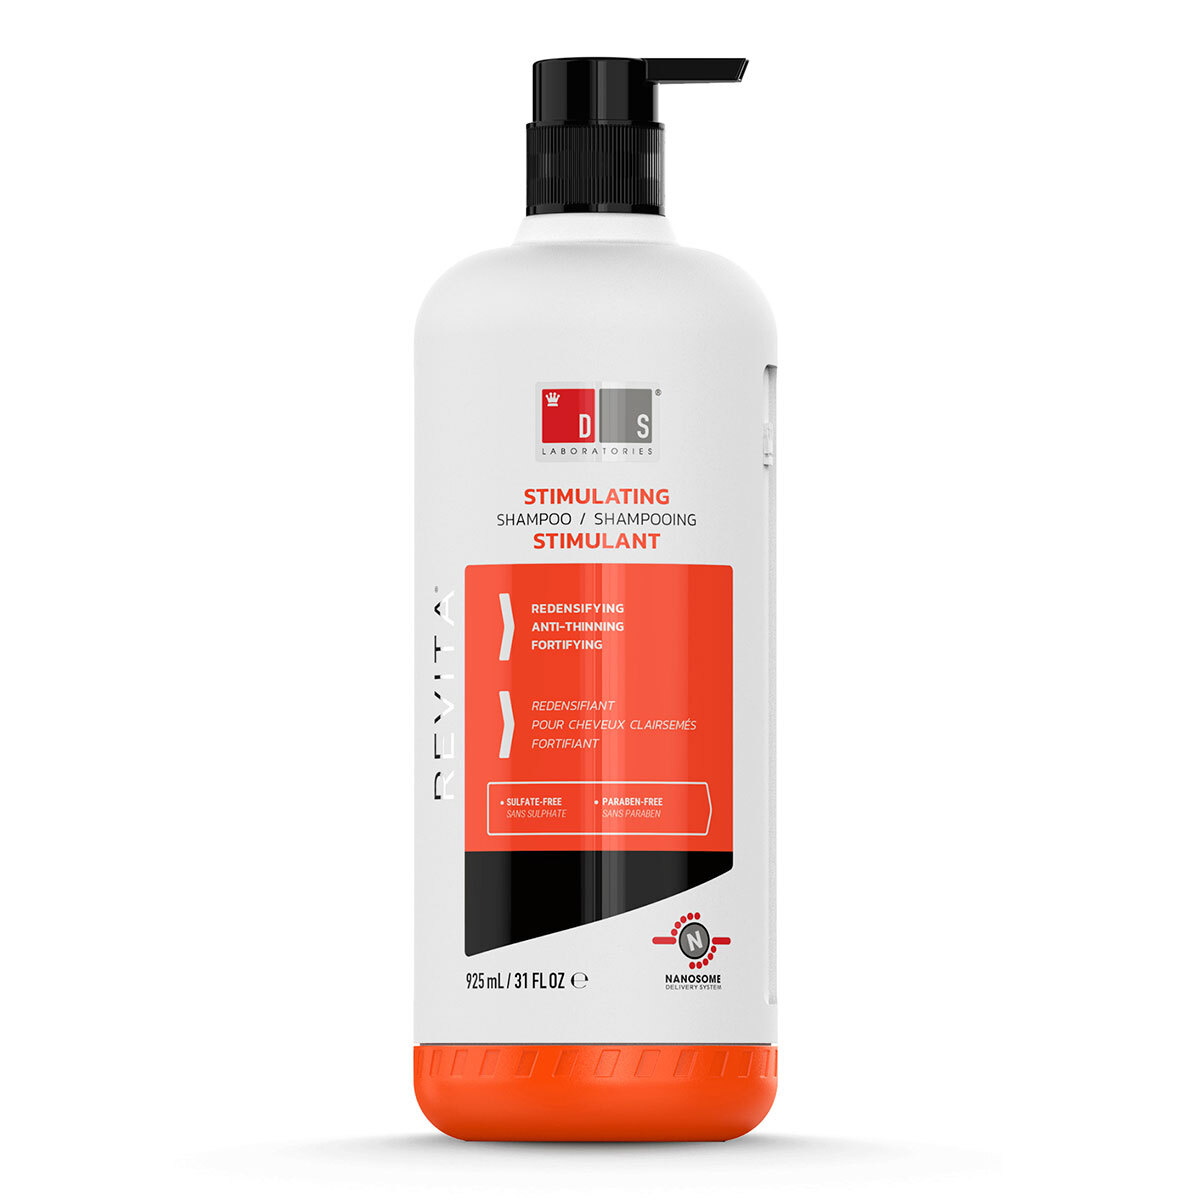 D S®
LABORATORIES
STIMULATING
SHAMPOO / SHAMPOOING
STIMULANT
REVITA®
REDENSIFYING
ANTI-THINNING
FORTIFYING
REDENSIFIANT
POUR CHEVEUX CLAIRSEMÉS
FORTIFIANT
• SULFATE-FREE
SANS SULPHATE
• PARABEN-FREE
SANS PARABEN
N
NANOSOME
DELIVERY SYSTEM
925 mL / 31 FL OZ ℮